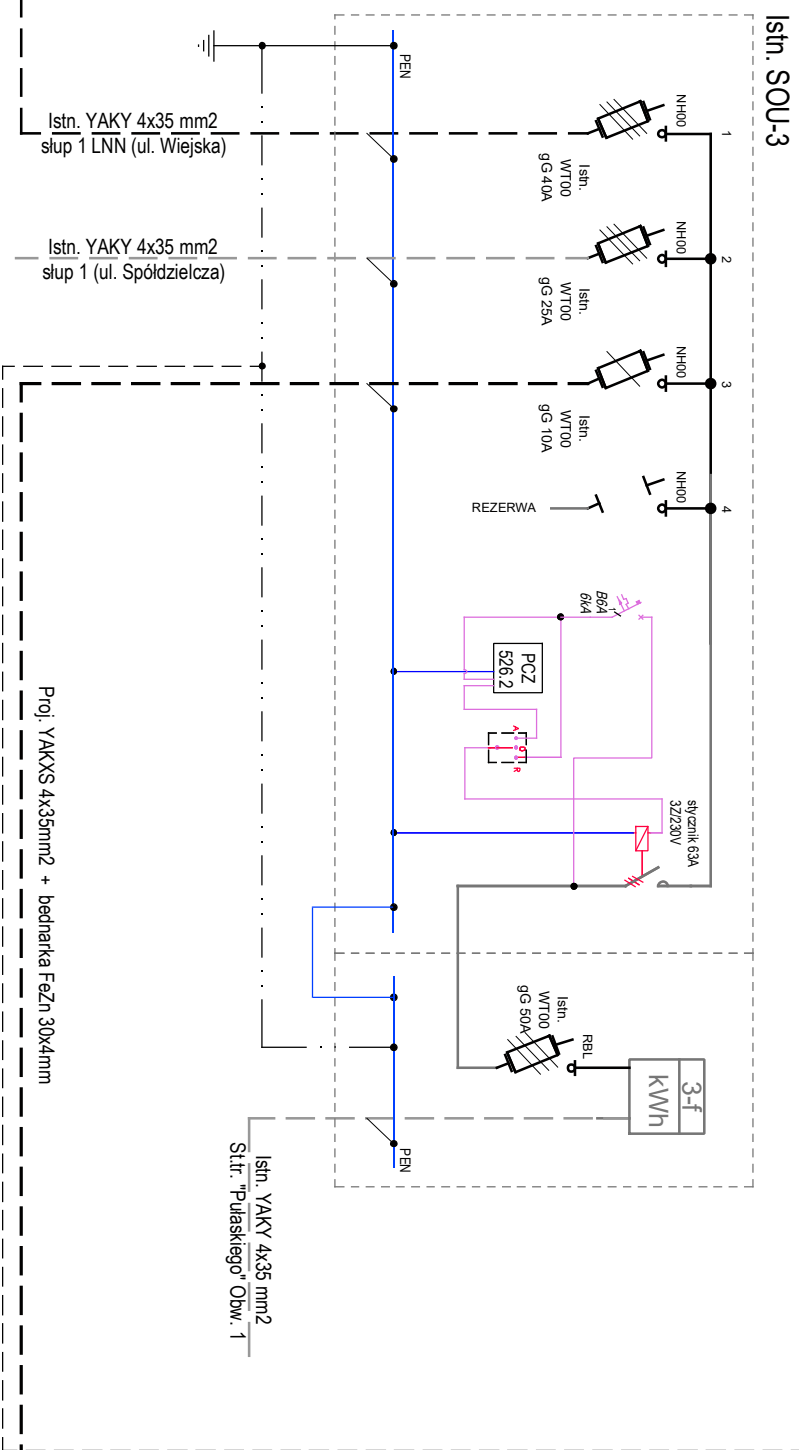 Istn. SOU-3
PEN
NH00
1
Istn.
WT00
gG 40A
Istn. YAKY 4x35 mm2
słup 1 LNN (ul. Wiejska)
NH00
2
Istn.
WT00
gG 25A
Istn. YAKY 4x35 mm2
słup 1 (ul. Spółdzielcza)
NH00
3
Istn.
WT00
gG 10A
NH00
4
REZERWA
B6A
6kA
PCZ
526.2
A
0
R
stycznik 63A
3Z/230V
Istn.
WT00
gG 50A
RBL
3-f
kWh
PEN
Istn. YAKY 4x35 mm2
St.tr. "Pułaskiego" Obw. 1
Proj. YAKXS 4x35mm2 + bednarka FeZn 30x4mm